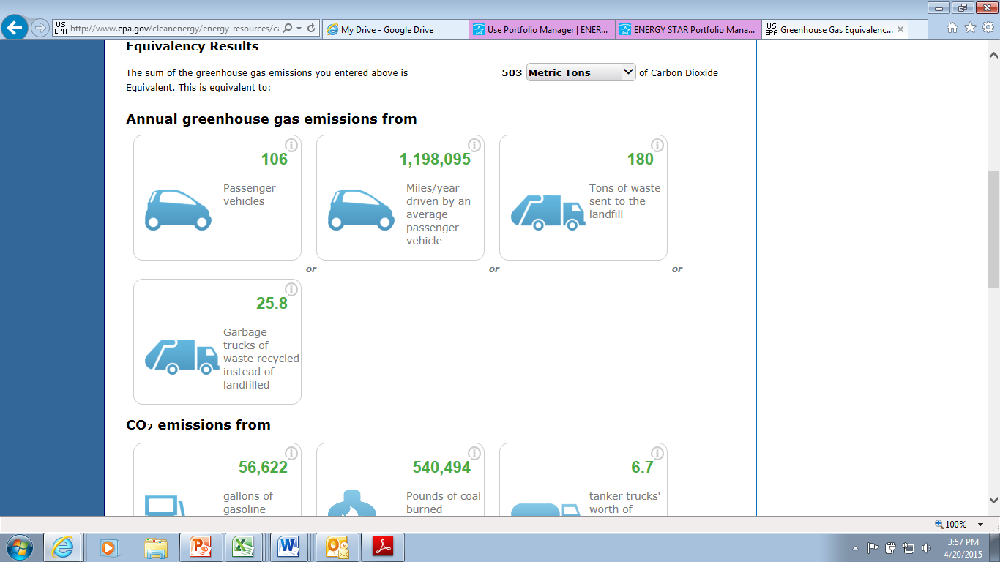 US
EPA
http://www.epa.gov/cleanenergy/energy-resources/c
My Drive - Google Drive
Use Portfolio Manager | ENER...
ENERGY STAR Portfolio Mana...
US
EPA
Greenhouse Gas Equivalenc...
Equivalency Results
The sum of the greenhouse gas emissions you entered above is
Equivalent. This is equivalent to:
503 Metric Tons of Carbon Dioxide
Annual greenhouse gas emissions from
106
Passenger
vehicles
-or-
1,198,095
Miles/year
driven by an
average
passenger
vehicle
-or-
180
Tons of waste
sent to the
landfill
-or-
25.8
Garbage
trucks of
waste recycled
instead of
landfilled
CO₂ emissions from
56,622
gallons of
gasoline
540,494
Pounds of coal
burned
6.7
tanker trucks'
worth of
100%
3:57 PM
4/20/2015